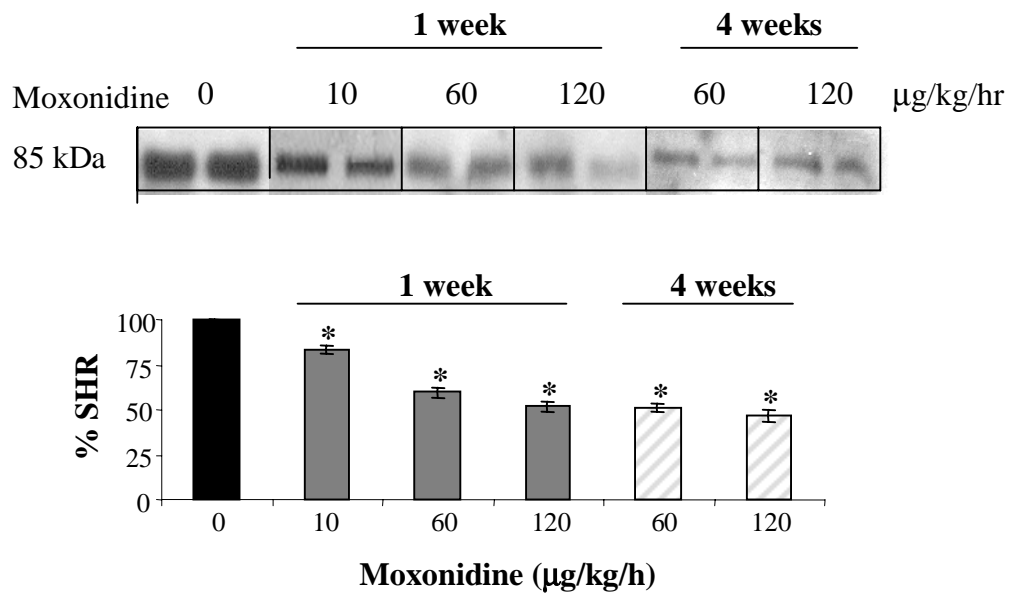 1 week 4 weeks
Moxonidine 0 10 60 120 60 120 μg/kg/hr
85 kDa
1 week 4 weeks
100
75
50
25
0
% SHR
* * * * *
0 10 60 120 60 120
Moxonidine (μg/kg/h)